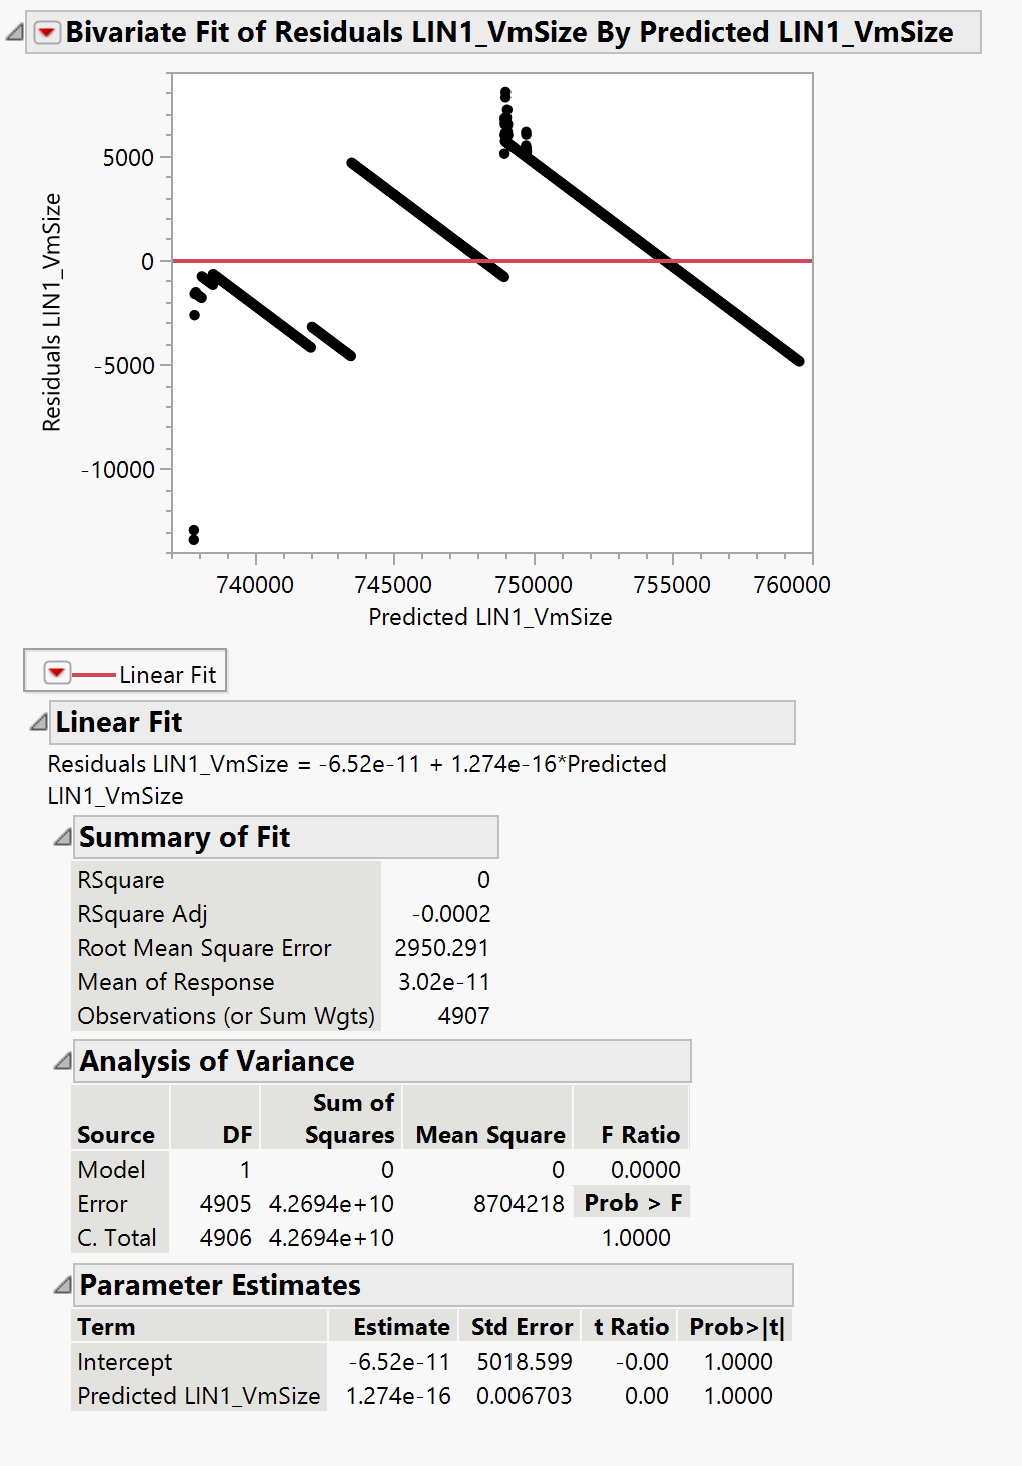 Bivariate Fit of Residuals LIN1_VmSize By Predicted LIN1_VmSize
5000
0
-5000
-10000
Residuals LIN1_VmSize
740000 745000 750000 755000 760000
Predicted LIN1_VmSize
Linear Fit
Linear Fit
Residuals LIN1_VmSize = -6.52e-11 + 1.274e-16*Predicted
LIN1_VmSize
Summary of Fit
RSquare 0
RSquare Adj -0.0002
Root Mean Square Error 2950.291
Mean of Response 3.02e-11
Observations (or Sum Wgts) 4907
Analysis of Variance
Sum of
Source DF Squares Mean Square F Ratio
Model 1 0 0 0.0000
Error 4905 4.2694e+10 8704218 Prob > F
C. Total 4906 4.2694e+10 1.0000
Parameter Estimates
Term Estimate Std Error t Ratio Prob>|t|
Intercept -6.52e-11 5018.599 -0.00 1.0000
Predicted LIN1_VmSize 1.274e-16 0.006703 0.00 1.0000